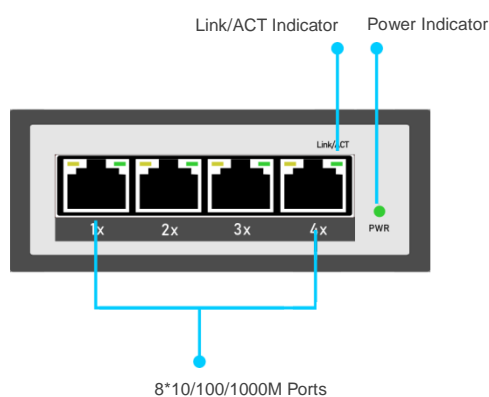 Link/ACT Indicator
Power Indicator
Link/ACT
1x 2x 3x 4x
PWR
8*10/100/1000M Ports